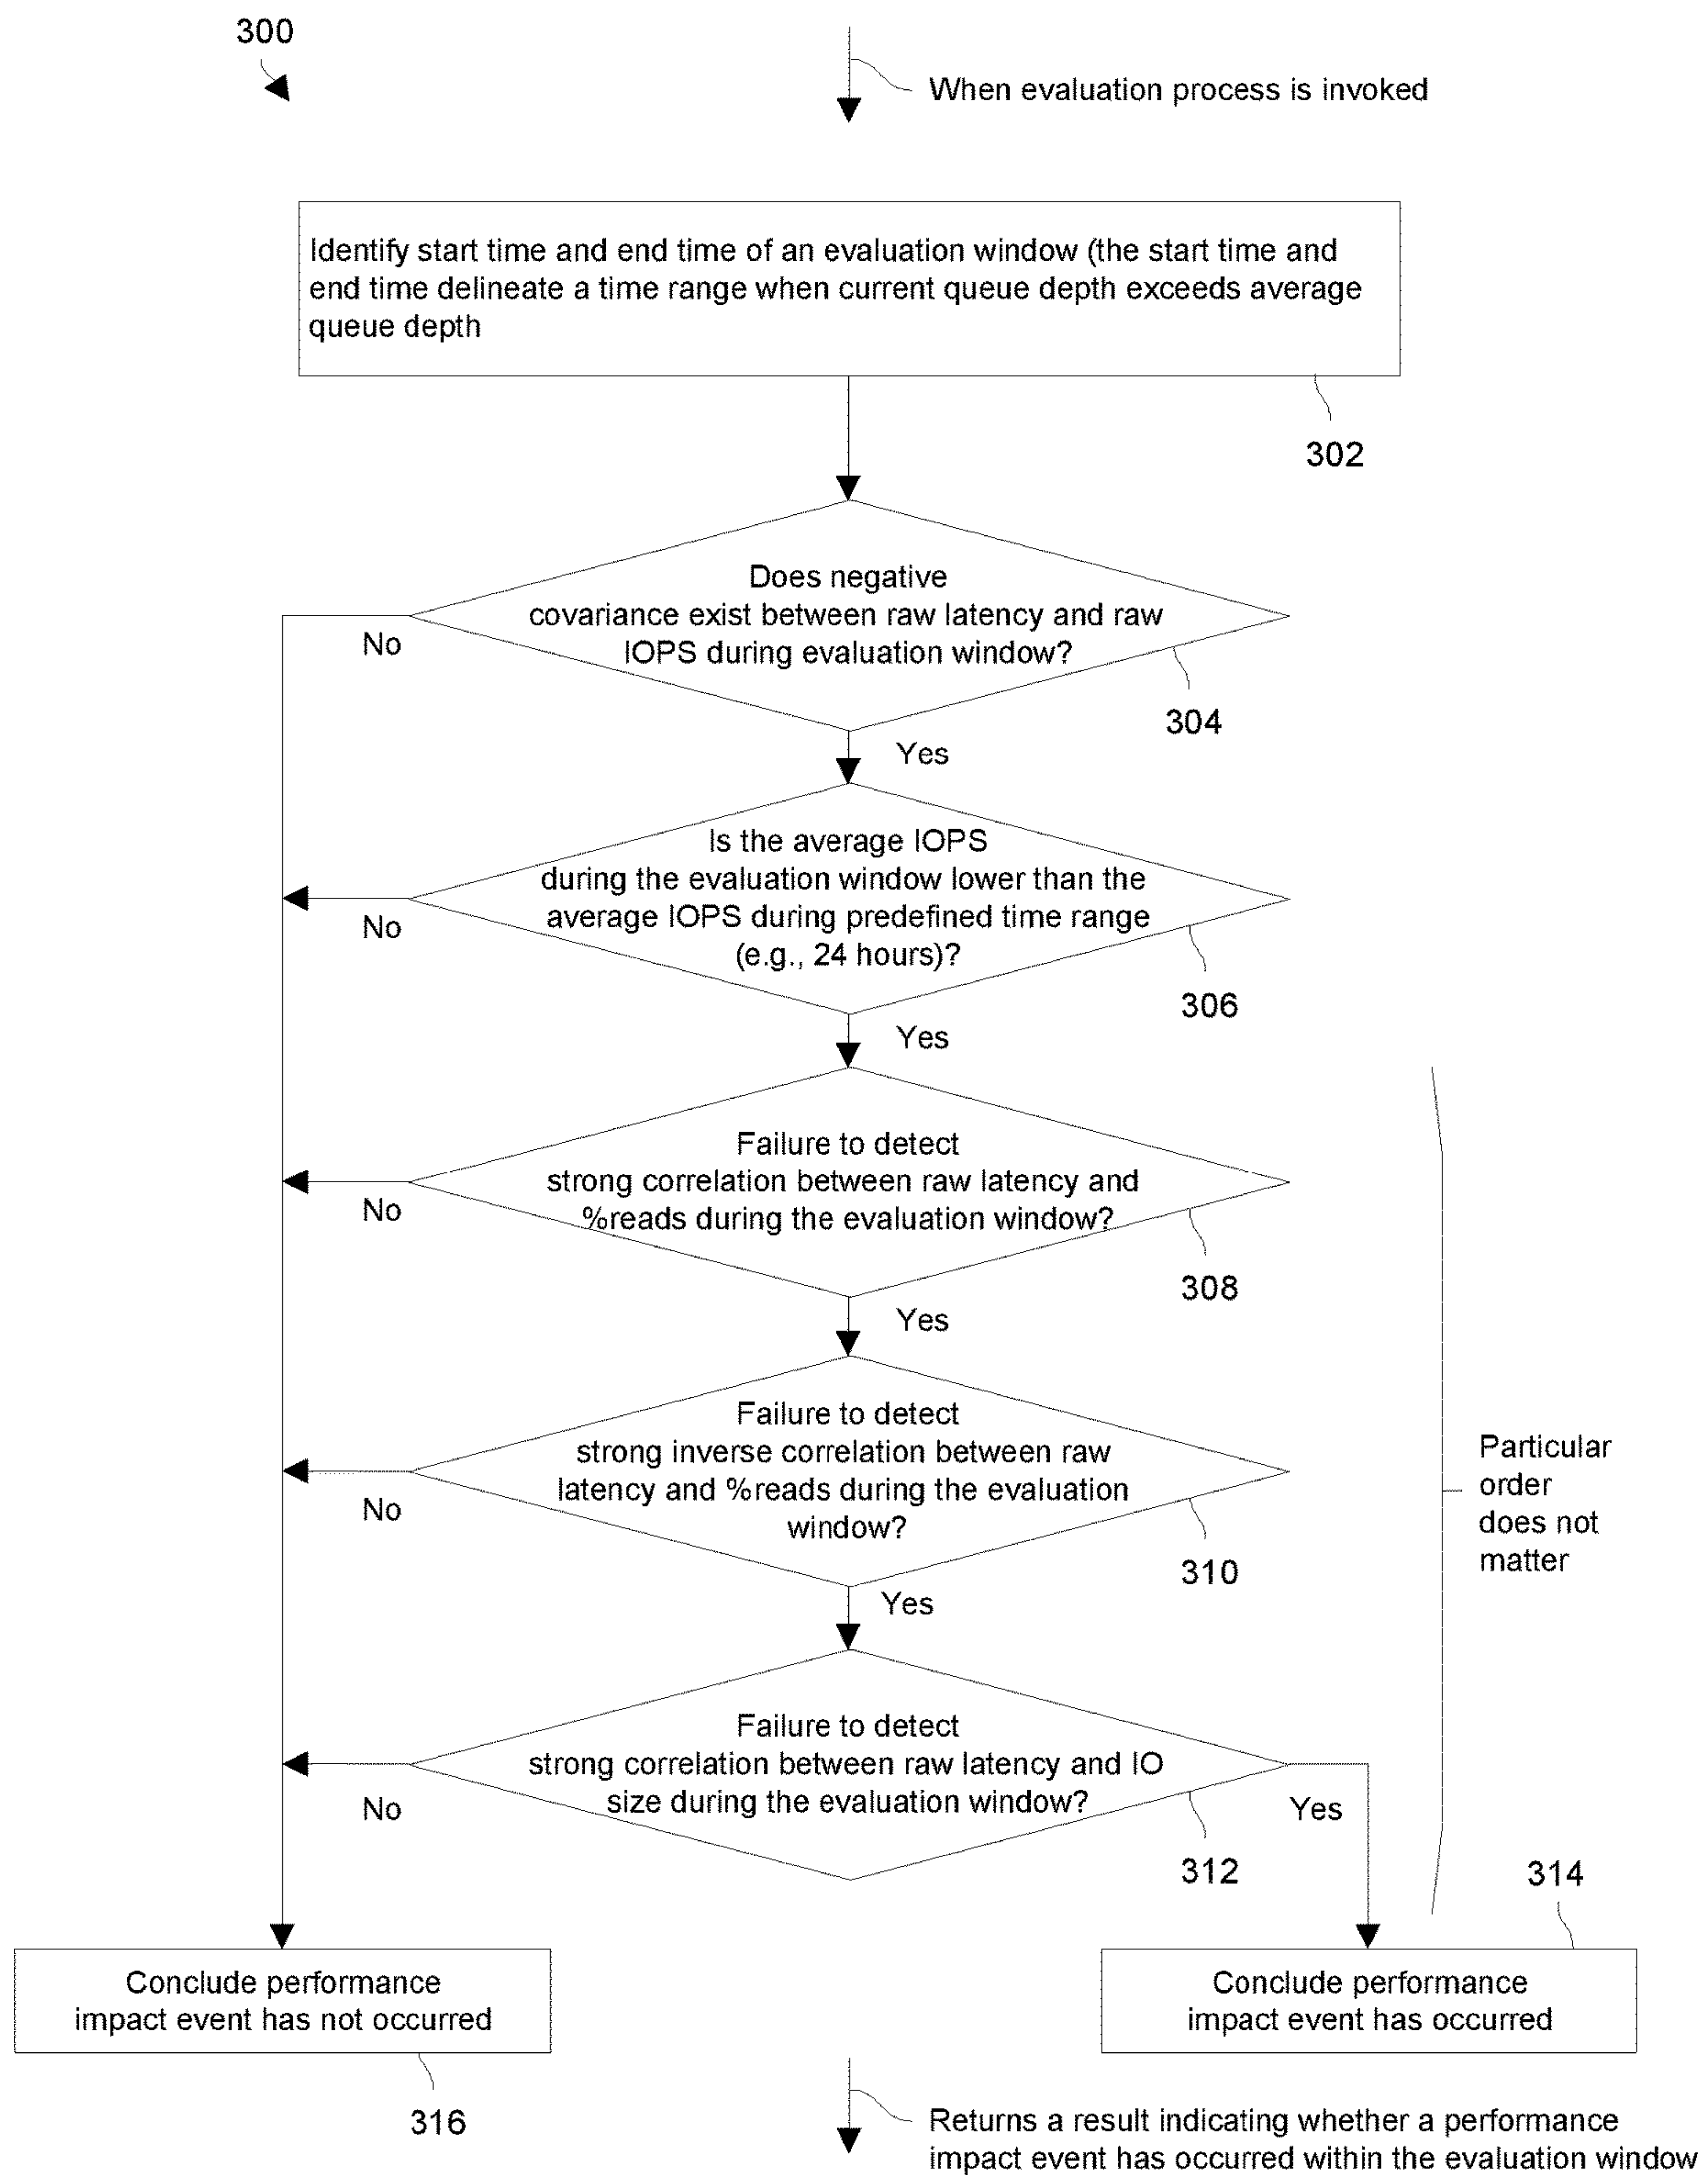 300
When evaluation process is invoked
Identify start time and end time of an evaluation window (the start time and
end time delineate a time range when current queue depth exceeds average
queue depth
302
Does negative
covariance exist between raw latency and raw
IOPS during evaluation window?
No
304
Yes
Is the average IOPS
during the evaluation window lower than the
average IOPS during predefined time range
(e.g., 24 hours)?
No
306
Yes
Failure to detect
strong correlation between raw latency and
%reads during the evaluation window?
No
308
Yes
Failure to detect
strong inverse correlation between raw
latency and %reads during the evaluation
window?
No
310
Particular
order
does not
matter
Yes
Failure to detect
strong correlation between raw latency and IO
size during the evaluation window?
No
Yes
312
314
Conclude performance
impact event has not occurred
Conclude performance
impact event has occurred
316
Returns a result indicating whether a performance
impact event has occurred within the evaluation window